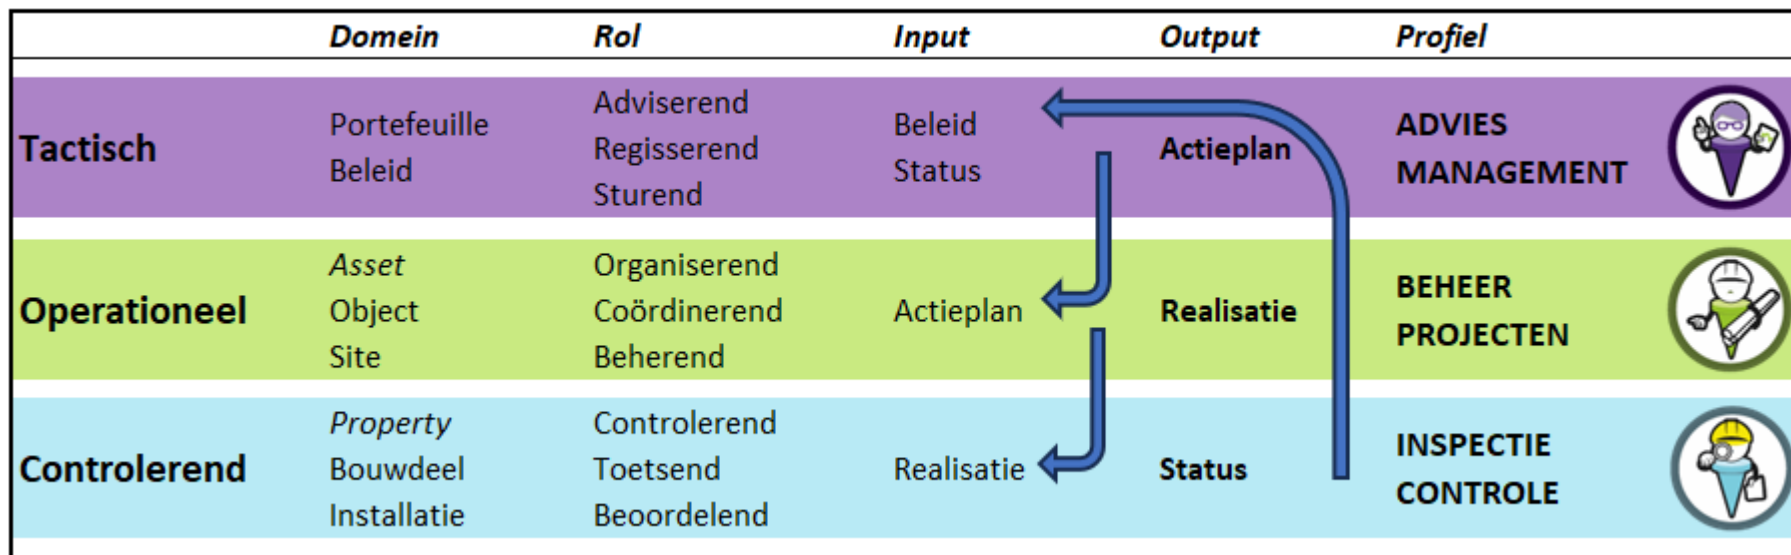 Domein Rol Input Output Profiel
Tactisch
Portefeuille
Beleid
Adviserend
Regisserend
Sturend
Beleid
Status
Actieplan
ADVIES
MANAGEMENT
Operationeel
Asset
Object
Site
Organiserend
Coördinerend
Beherend
Actieplan
Realisatie
BEHEER
PROJECTEN
Controlerend
Property
Bouwdeel
Installatie
Controlerend
Toetsend
Beoordelend
Realisatie
Status
INSPECTIE
CONTROLE